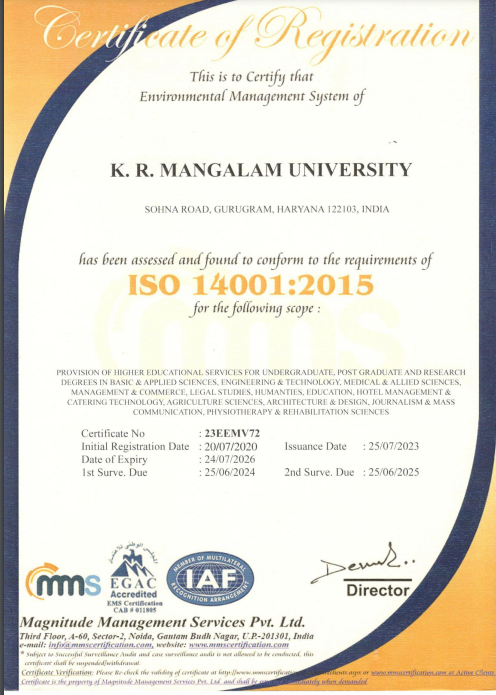 Certificate of Registration
This is to Certify that
Environmental Management System of
K. R. MANGALAM UNIVERSITY
SOHNA ROAD, GURUGRAM, HARYANA 122103, INDIA
has been assessed and found to conform to the requirements of
ISO 14001:2015
for the following scope :
PROVISION OF HIGHER EDUCATIONAL SERVICES FOR UNDERGRADUATE, POST GRADUATE AND RESEARCH
DEGREES IN BASIC & APPLIED SCIENCES, ENGINEERING & TECHNOLOGY, MEDICAL & ALLIED SCIENCES,
MANAGEMENT & COMMERCE, LEGAL STUDIES, HUMANTIES, EDUCATION, HOTEL MANAGEMENT &
CATERING TECHNOLOGY, AGRICULTURE SCIENCES, ARCHITECTURE & DESIGN, JOURNALISM & MASS
COMMUNICATION, PHYSIOTHERAPY & REHABILITATION SCIENCES
Certificate No : 23EEMV72
Initial Registration Date : 20/07/2020 Issuance Date : 25/07/2023
Date of Expiry : 24/07/2026
1st Surve. Due : 25/06/2024 2nd Surve. Due : 25/06/2025
mms
EGAC
Accredited
EMS Certification
CAB # 011805
MEMBER OF MULTILATERAL
IAF
RECOGNITION ARRANGEMENT
Director
Magnitude Management Services Pvt. Ltd.
Third Floor, A-60, Sector-2, Noida, Gautam Budh Nagar, U.P-201301, India
e-mail: info@mmscertification.com, website: www.mmscertification.com
* Subject to Successful Surveillance Audit and case surveillance audit is not allowed to be conducted, this
certificate shall be suspended/withdrawal.
Certificate Verification: Please Re-check the validity of certificate at http://www.mmscertification at www.mmscertification.com at Active Clients
Certificate is the property of Magnitude Management Services Pvt. Ltd and shall be when demanded